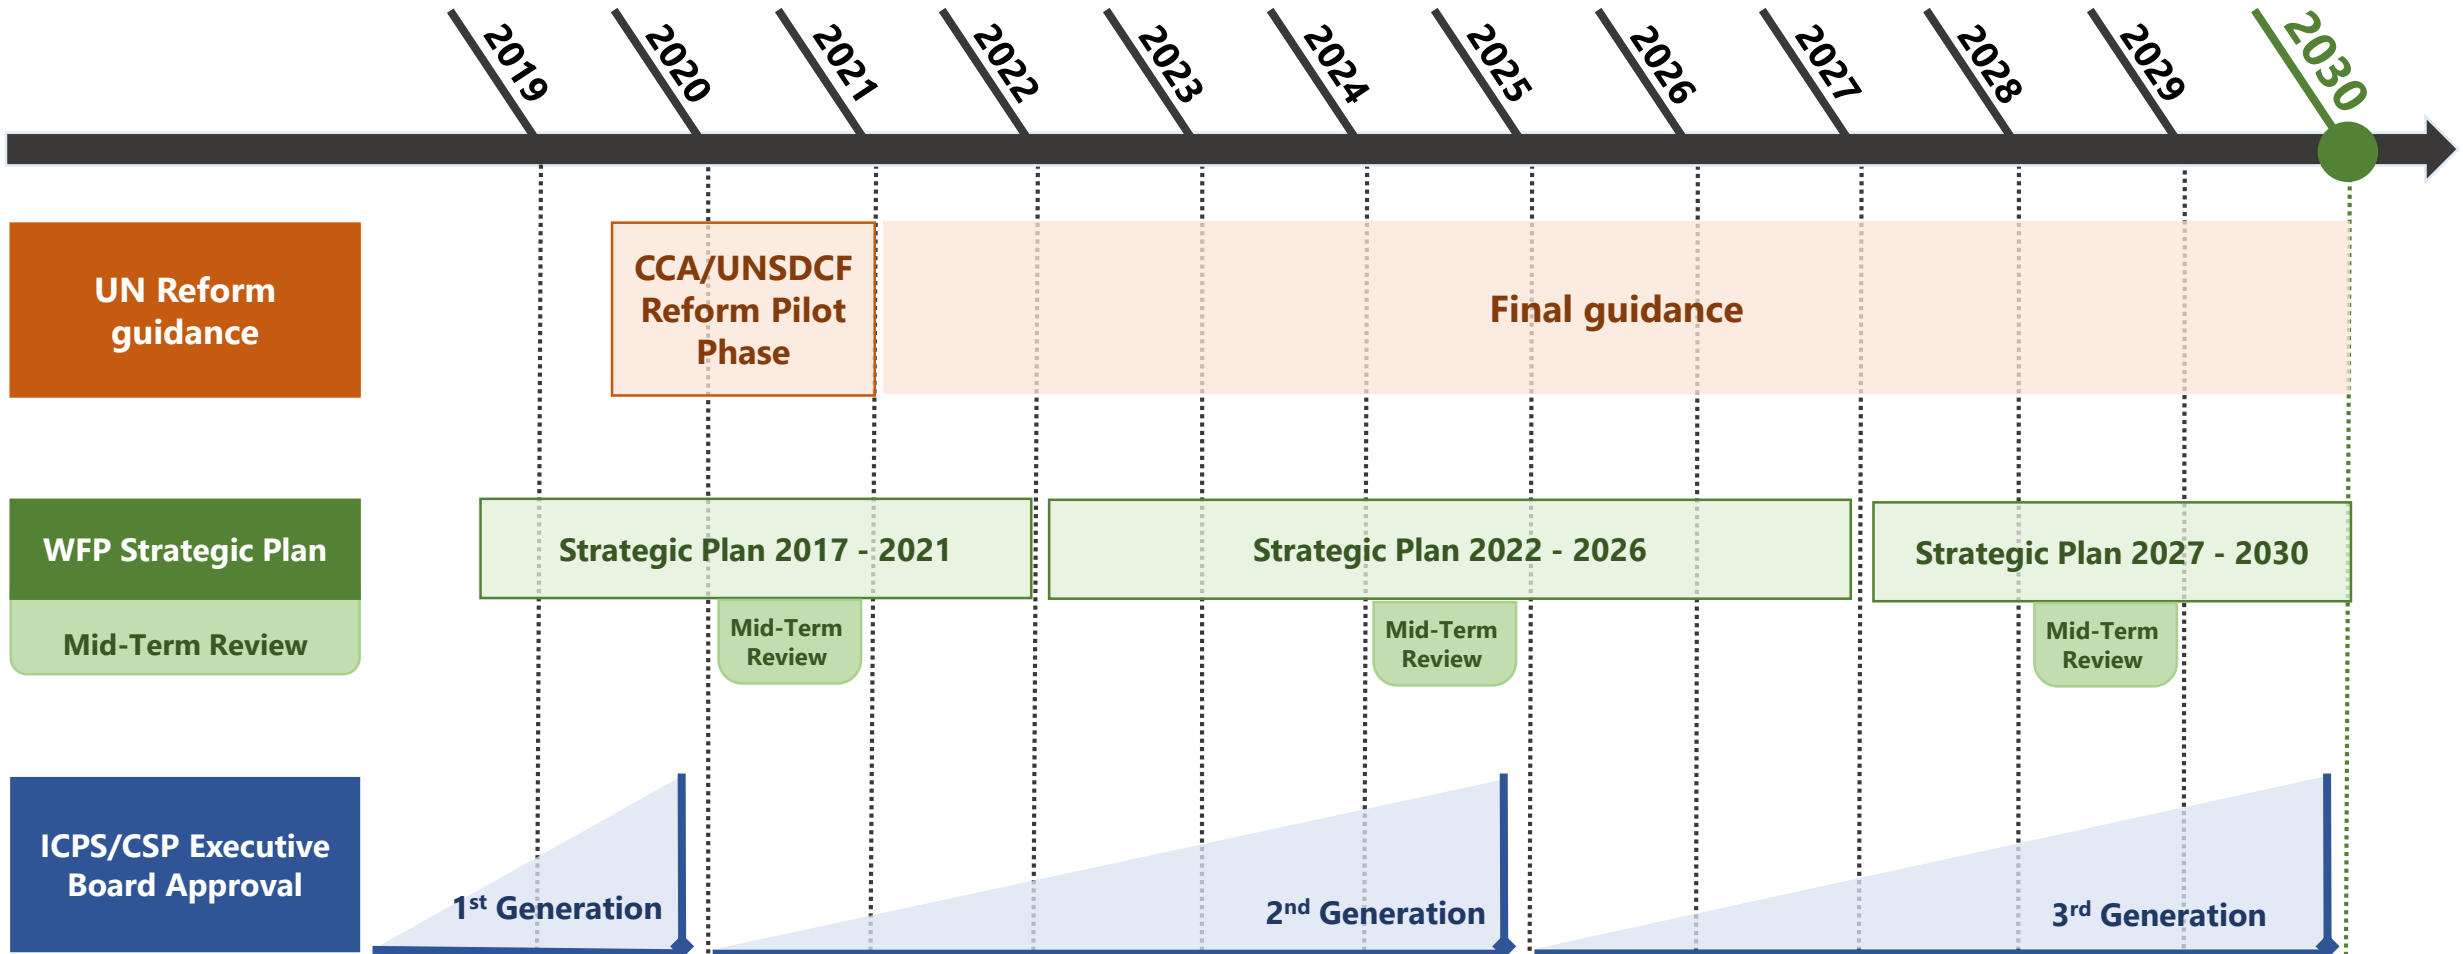 2019
2020
2021
2022
2023
2024
2025
2026
2027
2028
2029
2030
UN Reform
guidance
CCA/UNSDCF
Reform Pilot
Phase
Final guidance
WFP Strategic Plan
Strategic Plan 2017 - 2021
Strategic Plan 2022 - 2026
Strategic Plan 2027 - 2030
Mid-Term Review
Mid-Term
Review
Mid-Term
Review
Mid-Term
Review
ICPS/CSP Executive
Board Approval
1st Generation
2nd Generation
3rd Generation